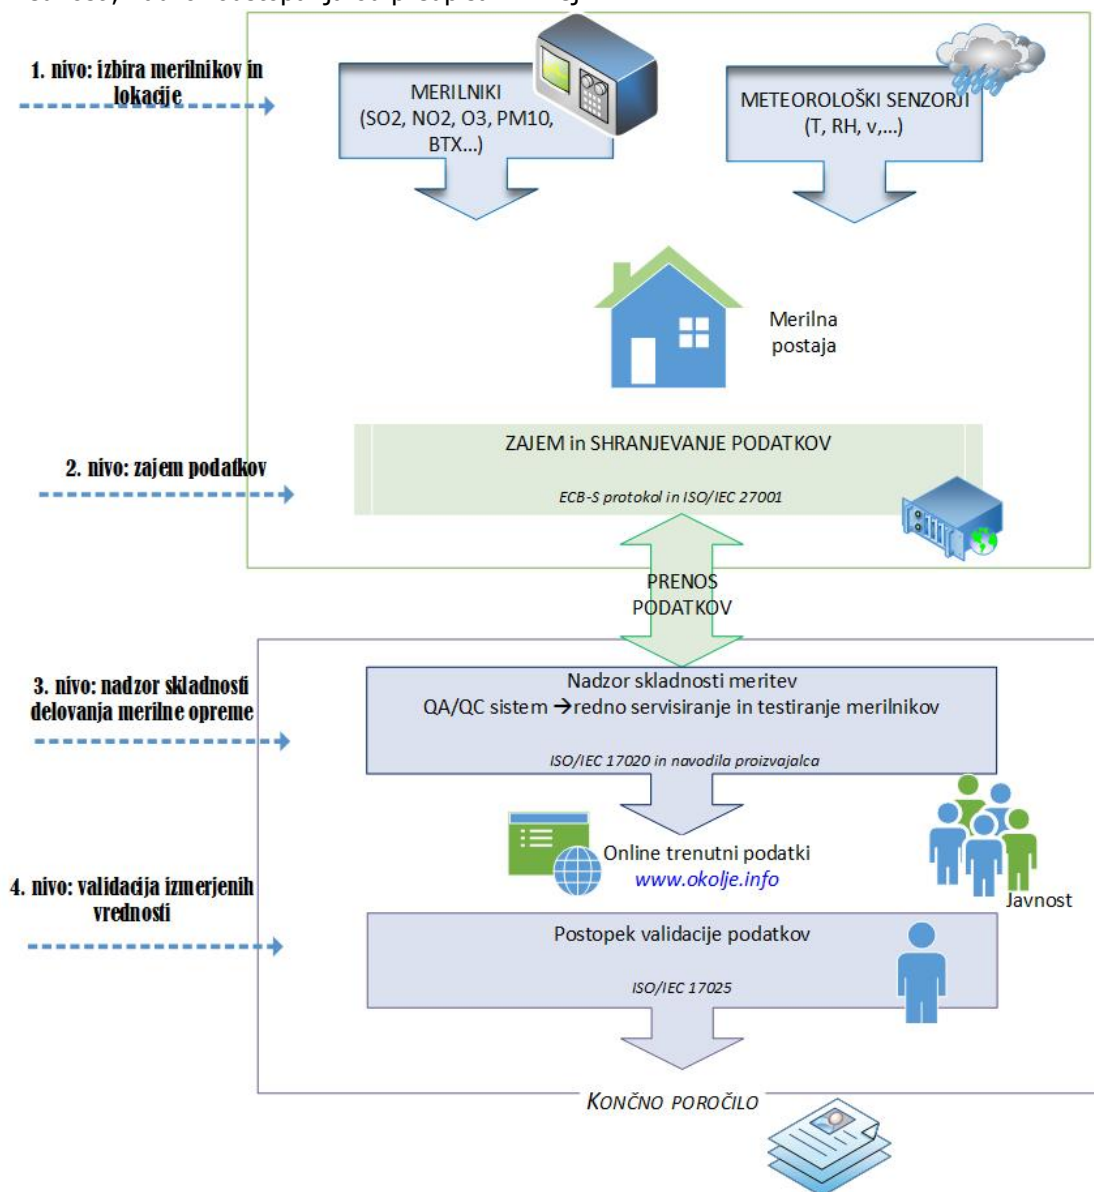 1. nivo: izbira merilnikov in
lokacije
MERILNIKI
(SO2, NO2, O3, PM10,
BTX...)
METEOROLOŠKI SENZORJI
(T, RH, v,...)
Merilna
postaja
2. nivo: zajem podatkov
ZAJEM in SHRANJEVANJE PODATKOV
ECB-S protokol in ISO/IEC 27001
PRENOS
PODATKOV
3. nivo: nadzor skladnosti
delovanja merilne opreme
Nadzor skladnosti meritev
QA/QC sistem →redno servisiranje in testiranje merilnikov
ISO/IEC 17020 in navodila proizvajalca
Online trenutni podatki
www.okolje.info
Javnost
4. nivo: validacija izmerjenih
vrednosti
Postopek validacije podatkov
ISO/IEC 17025
KONČNO POROČILO